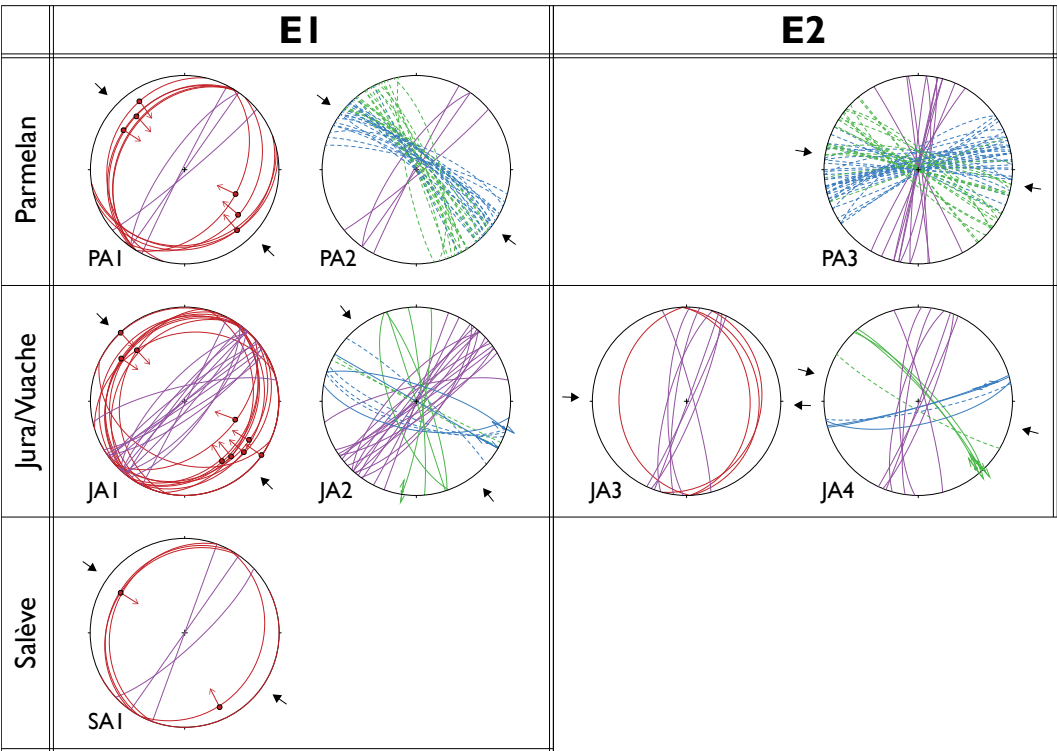 E1 E2
Parmelan
PA1 PA2 PA3
Jura/Vuache
JA1 JA2 JA3 JA4
Salève
SA1